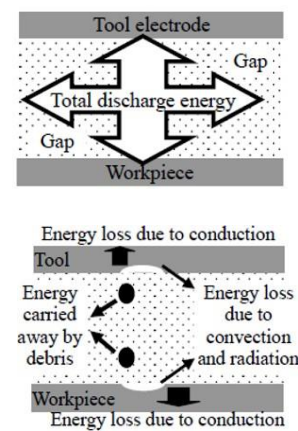 Tool electrode
Gap
Total discharge energy
Gap
Workpiece
Energy loss due to conduction
Tool
Energy
carried
away by
debris
Energy loss
due to
convection
and radiation
Workpiece
Energy loss due to conduction